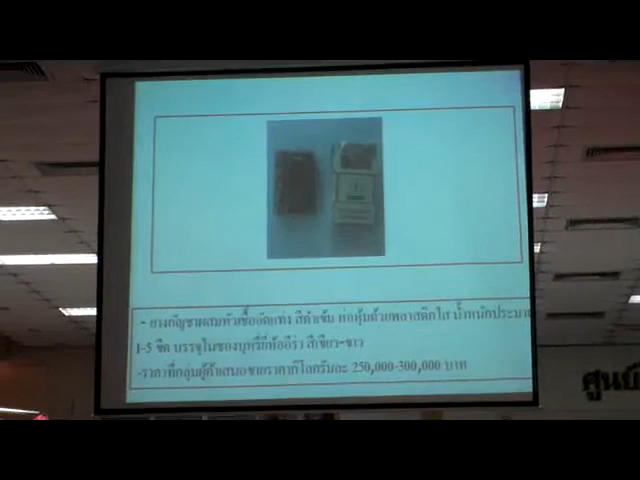 - ยางกัญชาผสมหัวเชื้ออัดแท่ง สีดำเข้ม ห่อหุ้มด้วยพลาสติกใส น้ำหนักประมาณ
1-5 ขีด บรรจุในซองบุหรี่ยี่ห้ออีร่า สีเขียว-ขาว
-ราคาที่กลุ่มผู้ค้าเสนอขายราคากิโลกรัมละ 250,000-300,000 บาท
ศูนย์